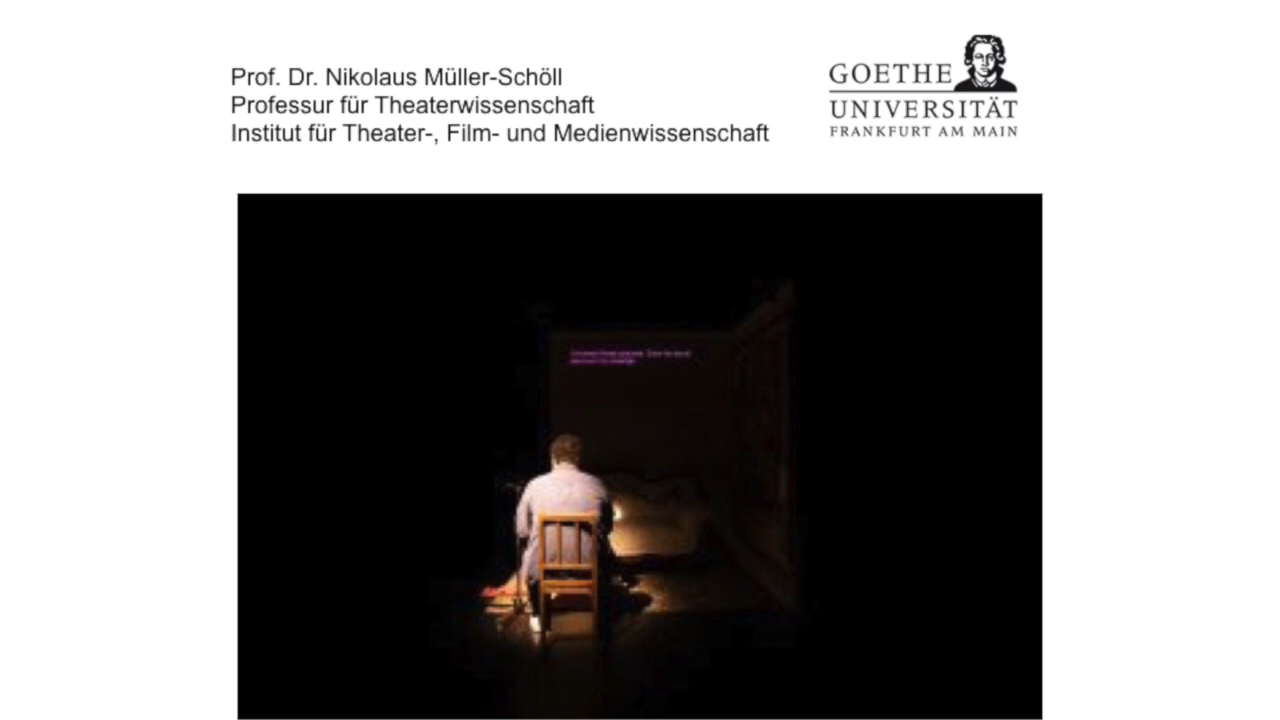 Prof. Dr. Nikolaus Müller-Schöll
Professur für Theaterwissenschaft
Institut für Theater-, Film- und Medienwissenschaft
GOETHE
UNIVERSITÄT
FRANKFURT AM MAIN